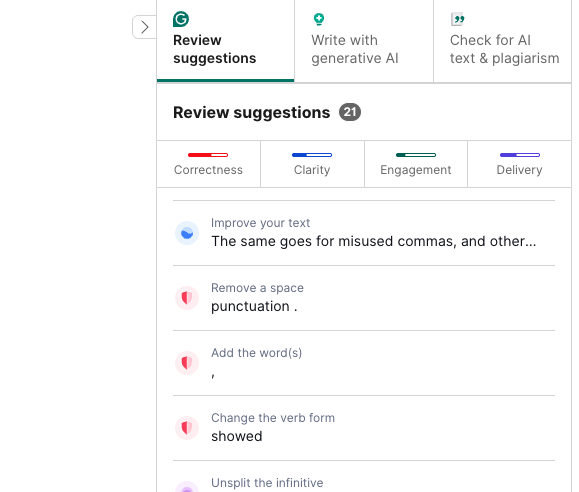 Review
suggestions
Write with
generative AI
Check for AI
text & plagiarism
Review suggestions 21
Correctness Clarity Engagement Delivery
Improve your text
The same goes for misused commas, and other...
Remove a space
punctuation .
Add the word(s)
,
Change the verb form
showed
Unsplit the infinitive